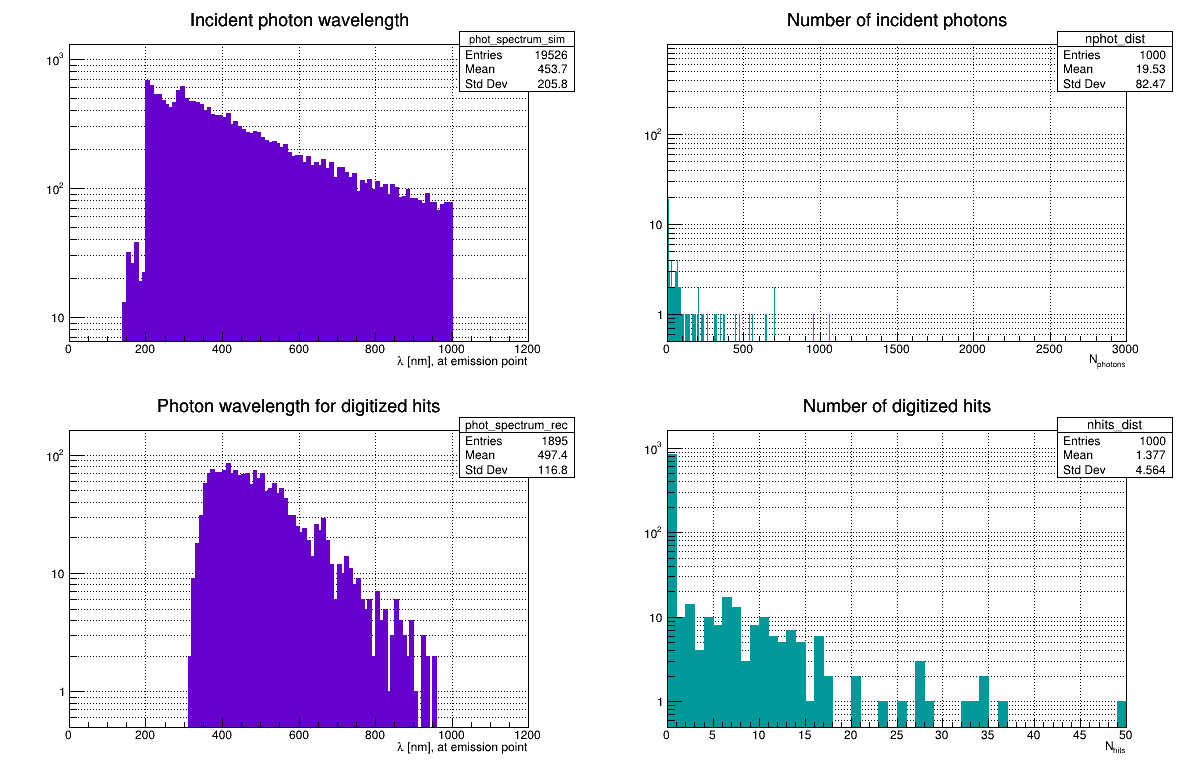 Incident photon wavelength
phot_spectrum_sim
Entries 19526
Mean 453.7
Std Dev 205.8
10³
10²
10
0 200 400 600 800 1000 1200
λ [nm], at emission point
Number of incident photons
nphot_dist
Entries 1000
Mean 19.53
Std Dev 82.47
10²
10
1
0 500 1000 1500 2000 2500 3000
Nphotons
Photon wavelength for digitized hits
phot_spectrum_rec
Entries 1895
Mean 497.4
Std Dev 116.8
10²
10
1
0 200 400 600 800 1000 1200
λ [nm], at emission point
Number of digitized hits
nhits_dist
Entries 1000
Mean 1.377
Std Dev 4.564
10³
10²
10
1
0 5 10 15 20 25 30 35 40 45 50
Nhits